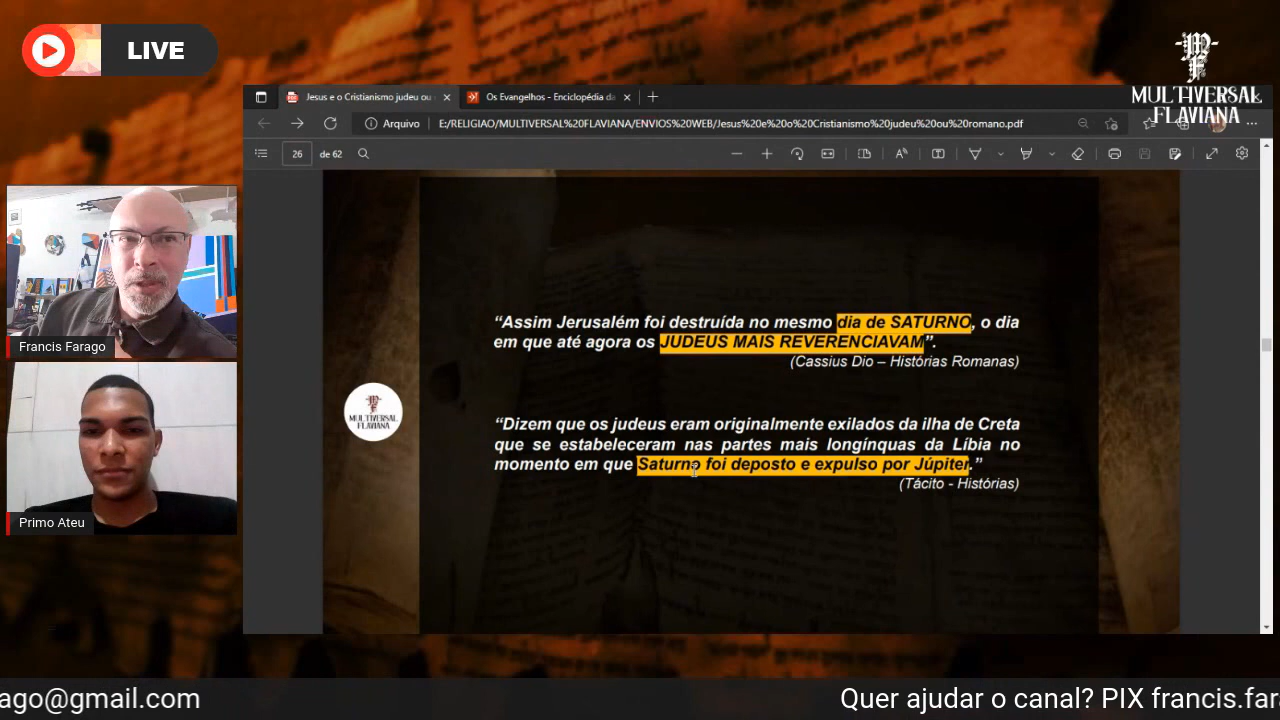 LIVE
MULTIVERSAL
FLAVIANA
Jesus e o Cristianismo judeu ou
Os Evangelhos - Enciclopédia da
Arquivo
E:/RELIGIAO/MULTIVERSAL%20FLAVIANA/ENVIOS%20WEB/Jesus%20e%20o%20Cristianismo%20judeu%20ou%20romano.pdf
26 de 62
“Assim Jerusalém foi destruída no mesmo dia de SATURNO, o dia
em que até agora os JUDEUS MAIS REVERENCIAVAM”.
(Cassius Dio – Histórias Romanas)
MULTIVERSAL
FLAVIANA
“Dizem que os judeus eram originalmente exilados da ilha de Creta
que se estabeleceram nas partes mais longínquas da Líbia no
momento em que Saturno foi deposto e expulso por Júpiter.”
(Tácito - Histórias)
Francis Farago
Primo Ateu
ago@gmail.com
Quer ajudar o canal? PIX francis.far